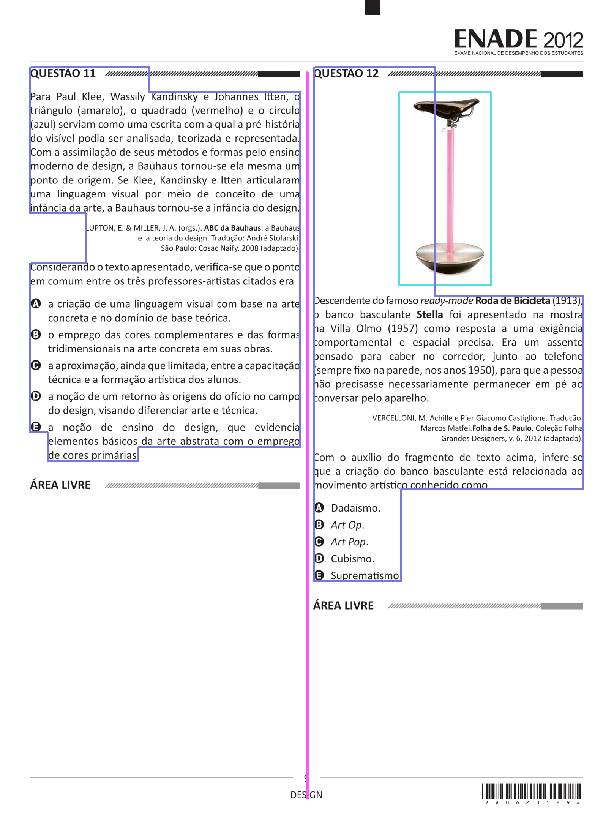 ENADE 2012
EXAME NACIONAL DE DESEMPENHO DOS ESTUDANTES
QUESTÃO 11
Para Paul Klee, Wassily Kandinsky e Johannes Itten, o
triângulo (amarelo), o quadrado (vermelho) e o círculo
(azul) serviam como uma escrita com a qual a pré-história
do visível podia ser analisada, teorizada e representada.
Com a assimilação de seus métodos e formas pelo ensino
moderno de design, a Bauhaus tornou-se ela mesma um
ponto de origem. Se Klee, Kandinsky e Itten articularam
uma linguagem visual por meio de conceito de uma
infância da arte, a Bauhaus tornou-se a infância do design.
LUPTON, E. & MILLER, J. A. (orgs.). ABC da Bauhaus: a Bauhaus
e a teoria do design. Tradução: André Stolarski.
São Paulo: Cosac Naify, 2008 (adaptado).
Considerando o texto apresentado, verifica-se que o ponto
em comum entre os três professores-artistas citados era
A a criação de uma linguagem visual com base na arte
concreta e no domínio de base teórica.
B o emprego das cores complementares e das formas
tridimensionais na arte concreta em suas obras.
C a aproximação, ainda que limitada, entre a capacitação
técnica e a formação artística dos alunos.
D a noção de um retorno às origens do ofício no campo
do design, visando diferenciar arte e técnica.
E a noção de ensino do design, que evidencia
elementos básicos da arte abstrata com o emprego
de cores primárias.
ÁREA LIVRE
QUESTÃO 12
Descendente do famoso ready-made Roda de Bicicleta (1913),
o banco basculante Stella foi apresentado na mostra
na Villa Olmo (1957) como resposta a uma exigência
comportamental e espacial precisa. Era um assento
pensado para caber no corredor, junto ao telefone
(sempre fixo na parede, nos anos 1950), para que a pessoa
não precisasse necessariamente permanecer em pé ao
conversar pelo aparelho.
VERCELLONI, M. Achille e Pier Giacomo Castiglione. Tradução:
Marcos Maffei.Folha de S. Paulo, Coleção Folha
Grandes Designers, v. 6, 2012 (adaptado).
Com o auxílio do fragmento de texto acima, infere-se
que a criação do banco basculante está relacionada ao
movimento artístico conhecido como
A Dadaísmo.
B Art Op.
C Art Pop.
D Cubismo.
E Suprematismo.
ÁREA LIVRE
DESIGN